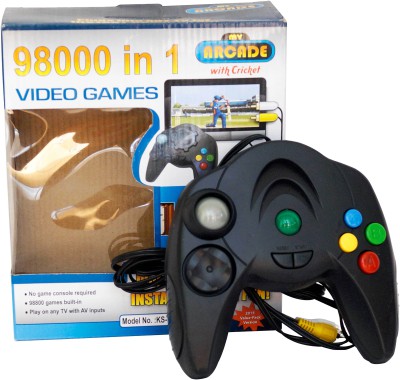 98000 in 1
VIDEO GAMES
MY
ARCADE
with Cricket
• No game console required
• 98000 games built-in
• Play on any TV with AV inputs
INSTA
Model No. :KS-